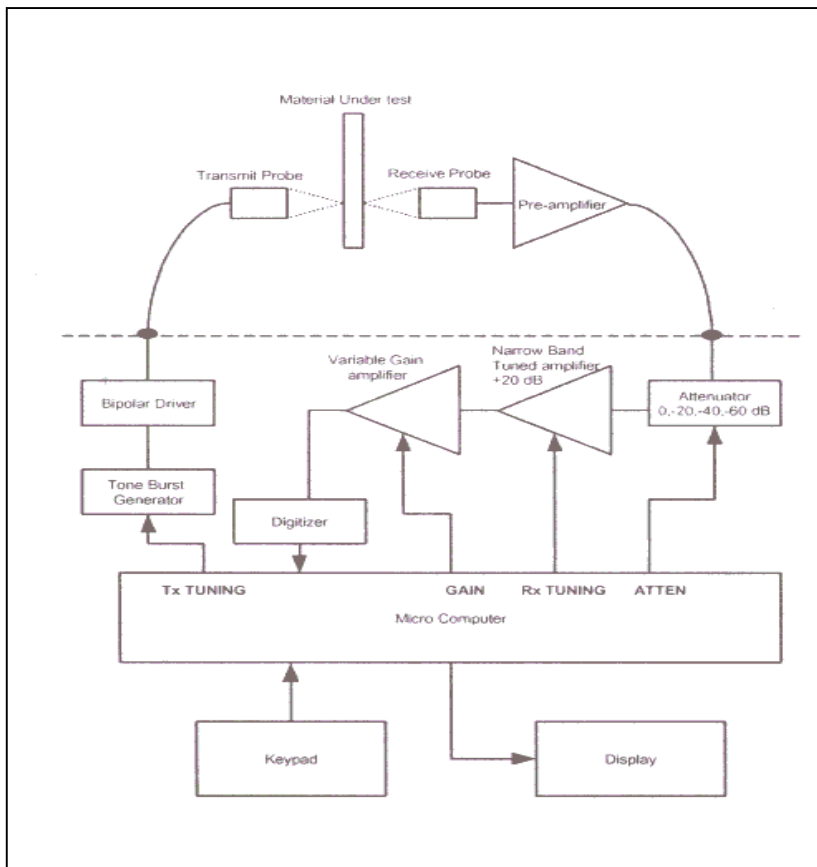 Material Under test
Transmit Probe
Receive Probe
Pre-amplifier
Variable Gain
amplifier
Narrow Band
Tuned amplifier
+20 dB
Bipolar Driver
Attenuator
0,-20,-40,-60 dB
Tone Burst
Generator
Digitizer
Tx TUNING
GAIN
Rx TUNING
ATTEN
Micro Computer
Keypad
Display